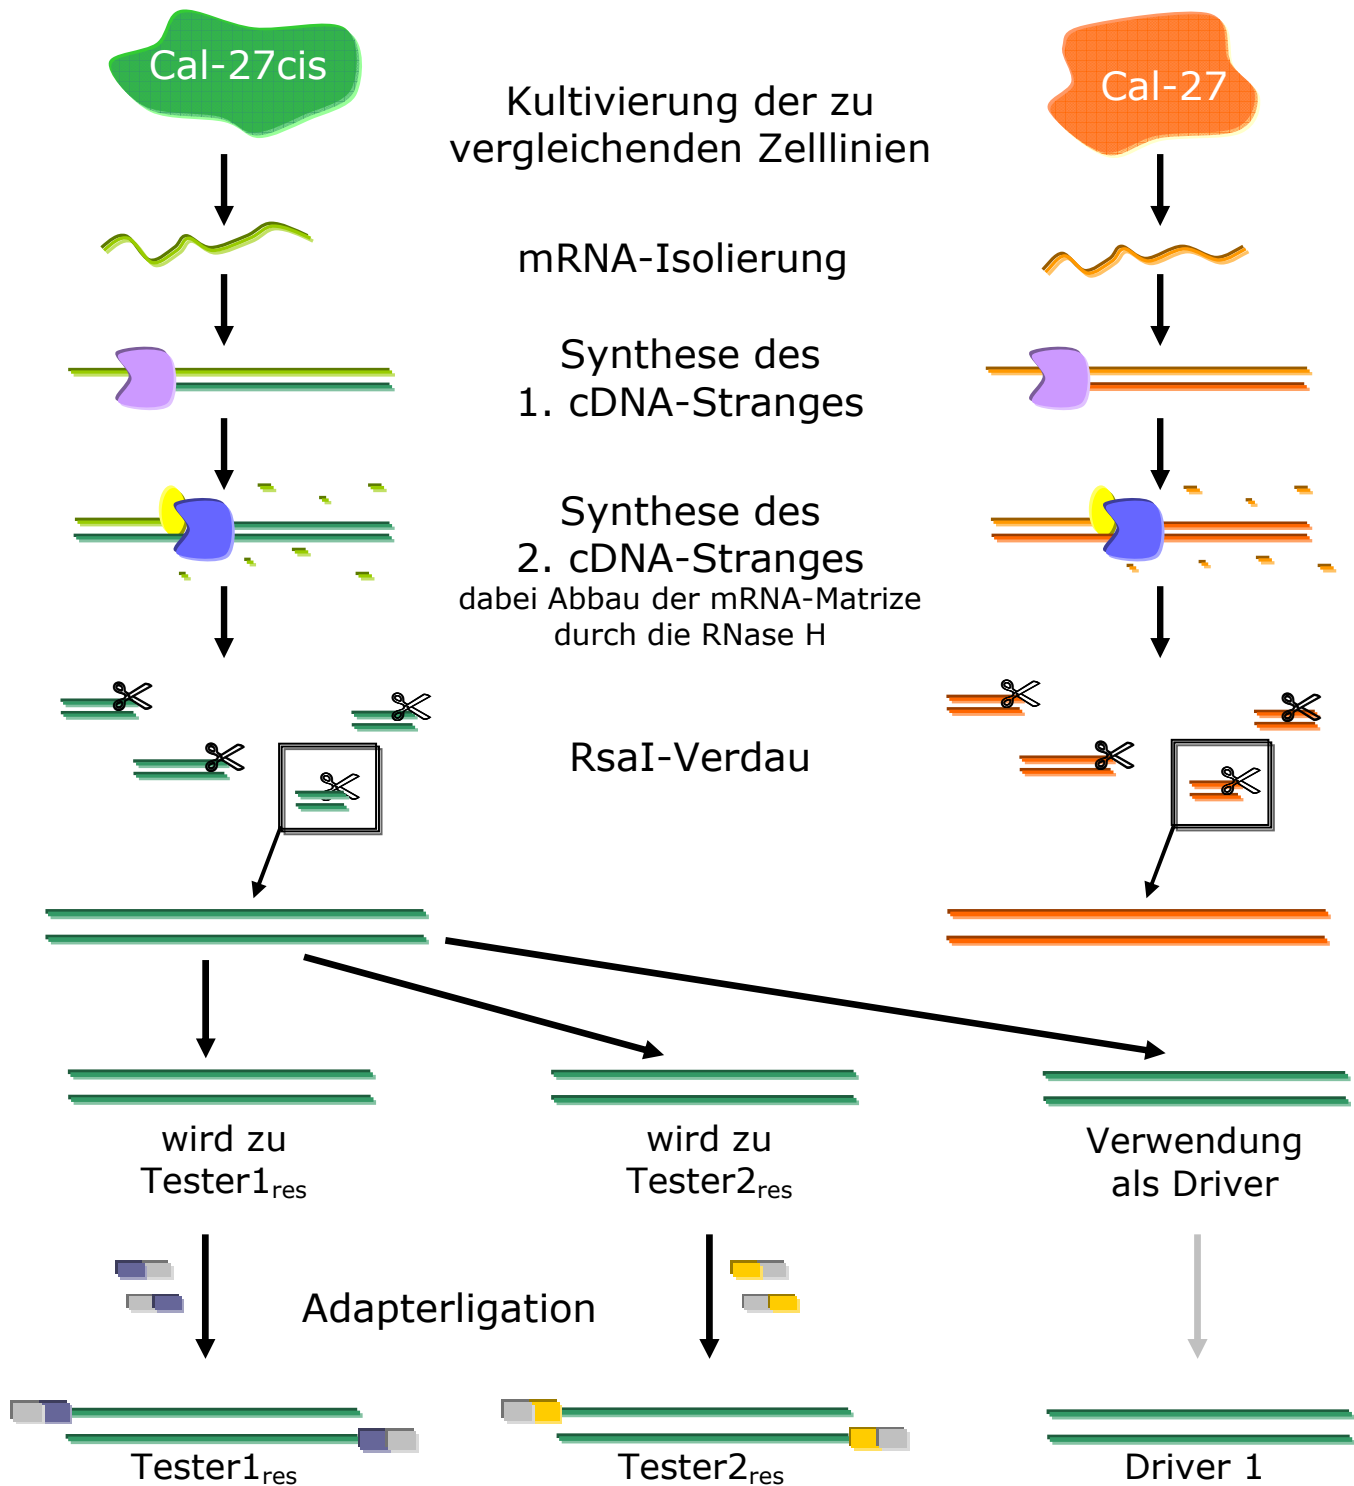 Cal-27cis
Cal-27
Kultivierung der zu
vergleichenden Zelllinien
mRNA-Isolierung
Synthese des
1. cDNA-Stranges
Synthese des
2. cDNA-Stranges
dabei Abbau der mRNA-Matrize
durch die RNase H
RsaI-Verdau
wird zu
Tester1res
wird zu
Tester2res
Verwendung
als Driver
Adapterligation
Tester1res
Tester2res
Driver 1